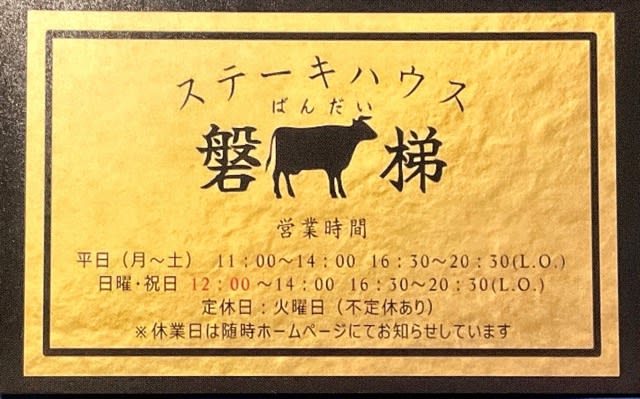 ステーキハウス
ばんだい
磐梯
営業時間
平日（月～土） 11：00～14：00 16：30～20：30(L.O.)
日曜・祝日 12：00～14：00 16：30～20：30(L.O.)
定休日：火曜日（不定休あり）
※休業日は随時ホームページにてお知らせしています